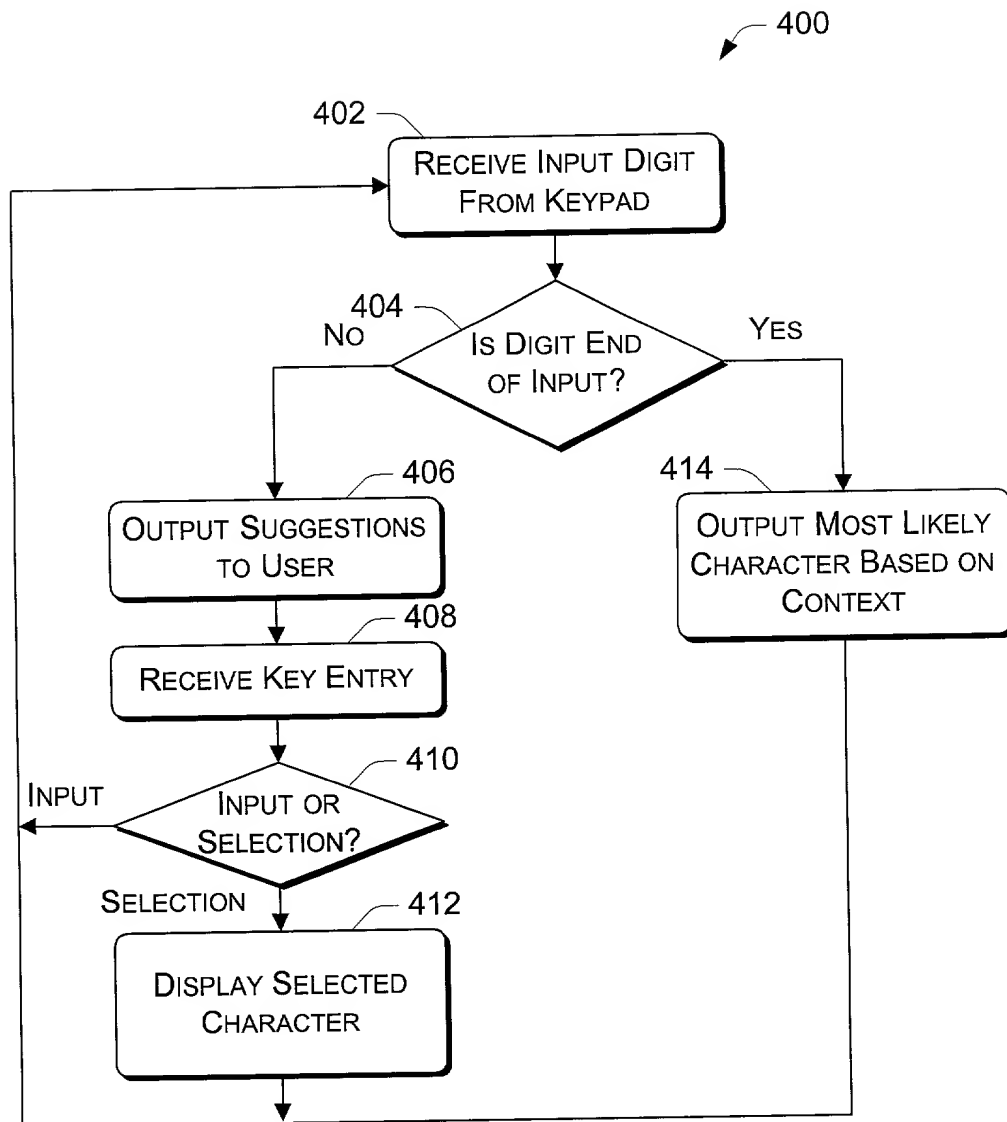 400
402
RECEIVE INPUT DIGIT
FROM KEYPAD
404
NO
YES
IS DIGIT END
OF INPUT?
406
414
OUTPUT SUGGESTIONS
TO USER
OUTPUT MOST LIKELY
CHARACTER BASED ON
CONTEXT
408
RECEIVE KEY ENTRY
410
INPUT
INPUT OR
SELECTION?
SELECTION
412
DISPLAY SELECTED
CHARACTER